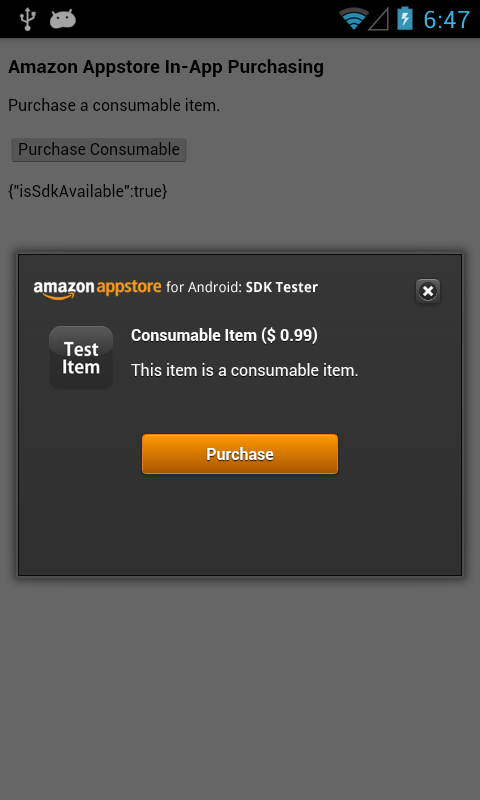 6:47
Amazon Appstore In-App Purchasing
Purchase a consumable item.
Purchase Consumable
{"isSdkAvailable":true}
amazon appstore for Android: SDK Tester
Test
Item
Consumable Item ($ 0.99)
This item is a consumable item.
Purchase